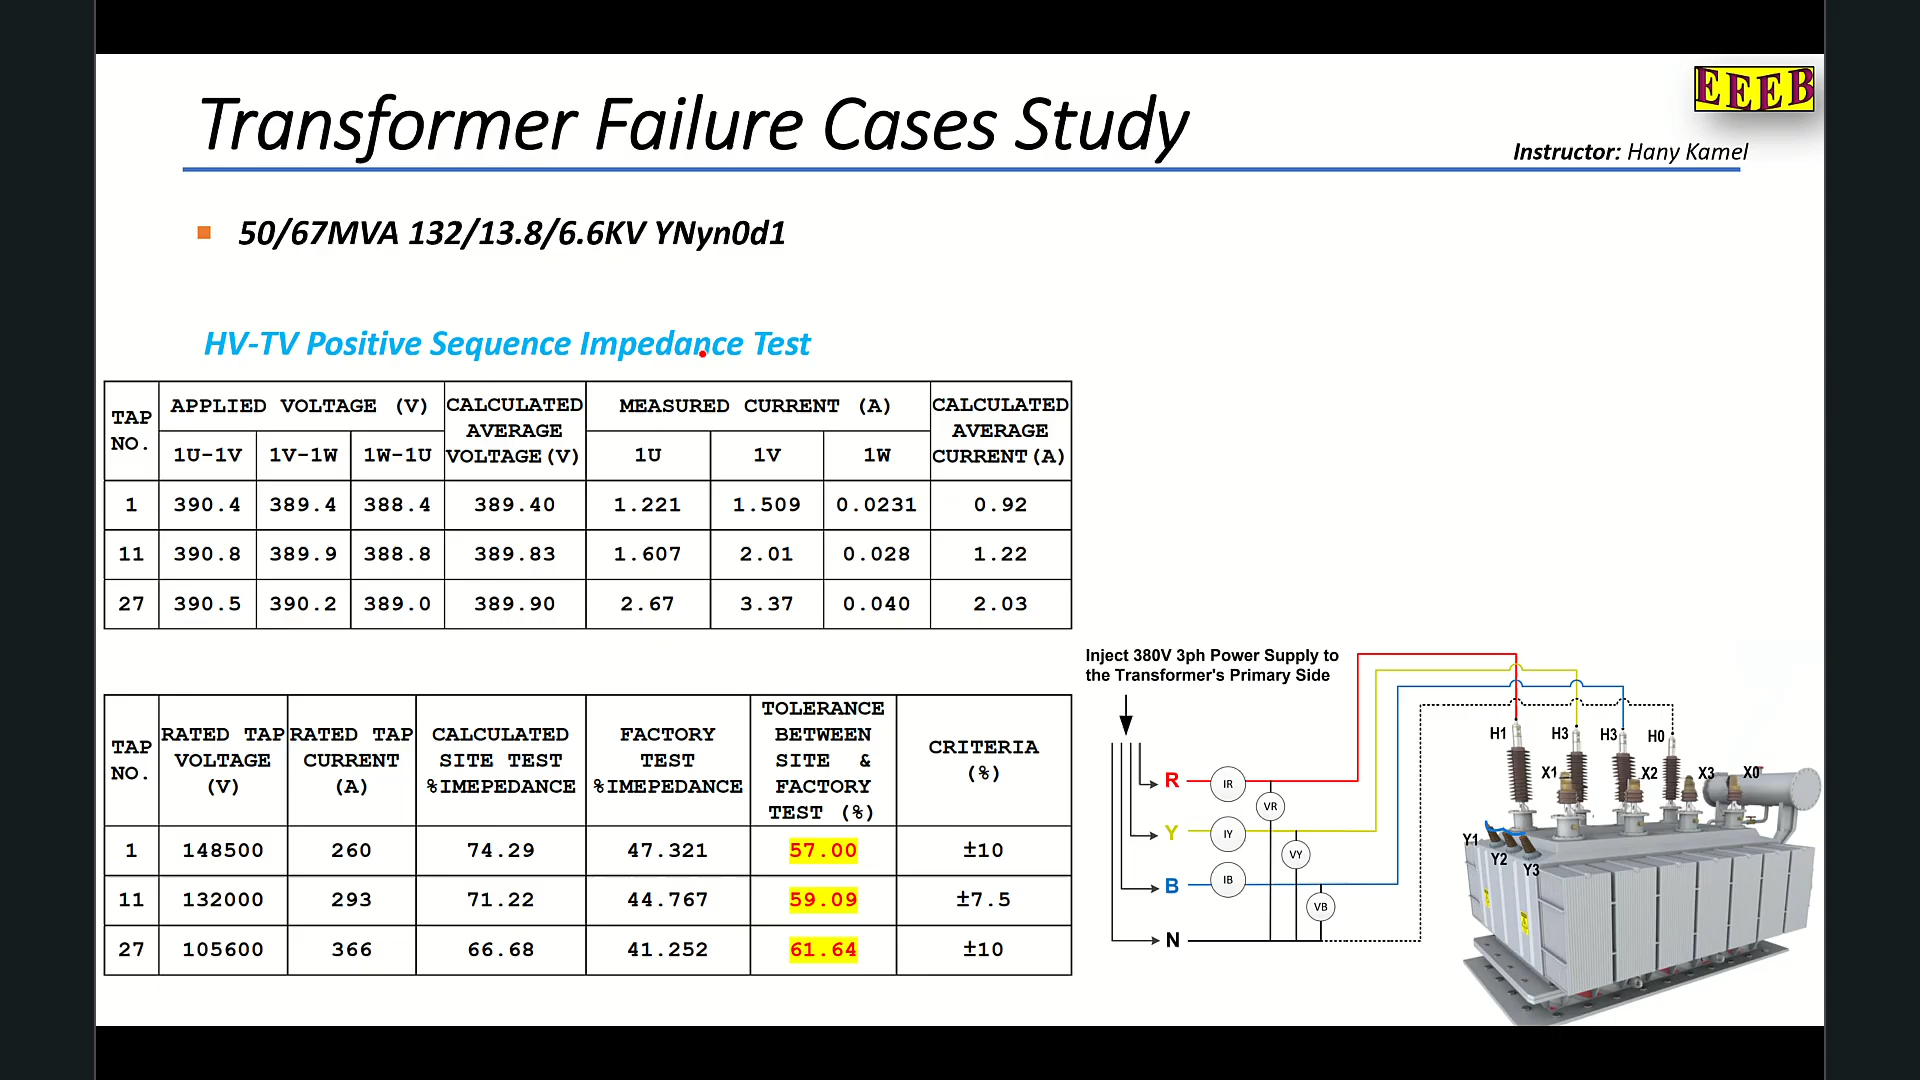 EEEB
Transformer Failure Cases Study
Instructor: Hany Kamel
50/67MVA 132/13.8/6.6KV YNyn0d1
HV-TV Positive Sequence Impedance Test
TAP NO. APPLIED VOLTAGE (V) CALCULATED AVERAGE VOLTAGE(V) MEASURED CURRENT (A) CALCULATED AVERAGE CURRENT(A)
1U-1V 1V-1W 1W-1U 1U 1V 1W
1 390.4 389.4 388.4 389.40 1.221 1.509 0.0231 0.92
11 390.8 389.9 388.8 389.83 1.607 2.01 0.028 1.22
27 390.5 390.2 389.0 389.90 2.67 3.37 0.040 2.03
TAP NO. RATED TAP VOLTAGE (V) RATED TAP CURRENT (A) CALCULATED SITE TEST %IMEPEDANCE FACTORY TEST %IMEPEDANCE TOLERANCE BETWEEN SITE & FACTORY TEST (%) CRITERIA (%)
1 148500 260 74.29 47.321 57.00 ±10
11 132000 293 71.22 44.767 59.09 ±7.5
27 105600 366 66.68 41.252 61.64 ±10
Inject 380V 3ph Power Supply to
the Transformer's Primary Side
H1 H3 H3 H0
X1 X2 X3 X0
R IR VR
Y IY VY
B IB VB
N
Y1 Y2 Y3